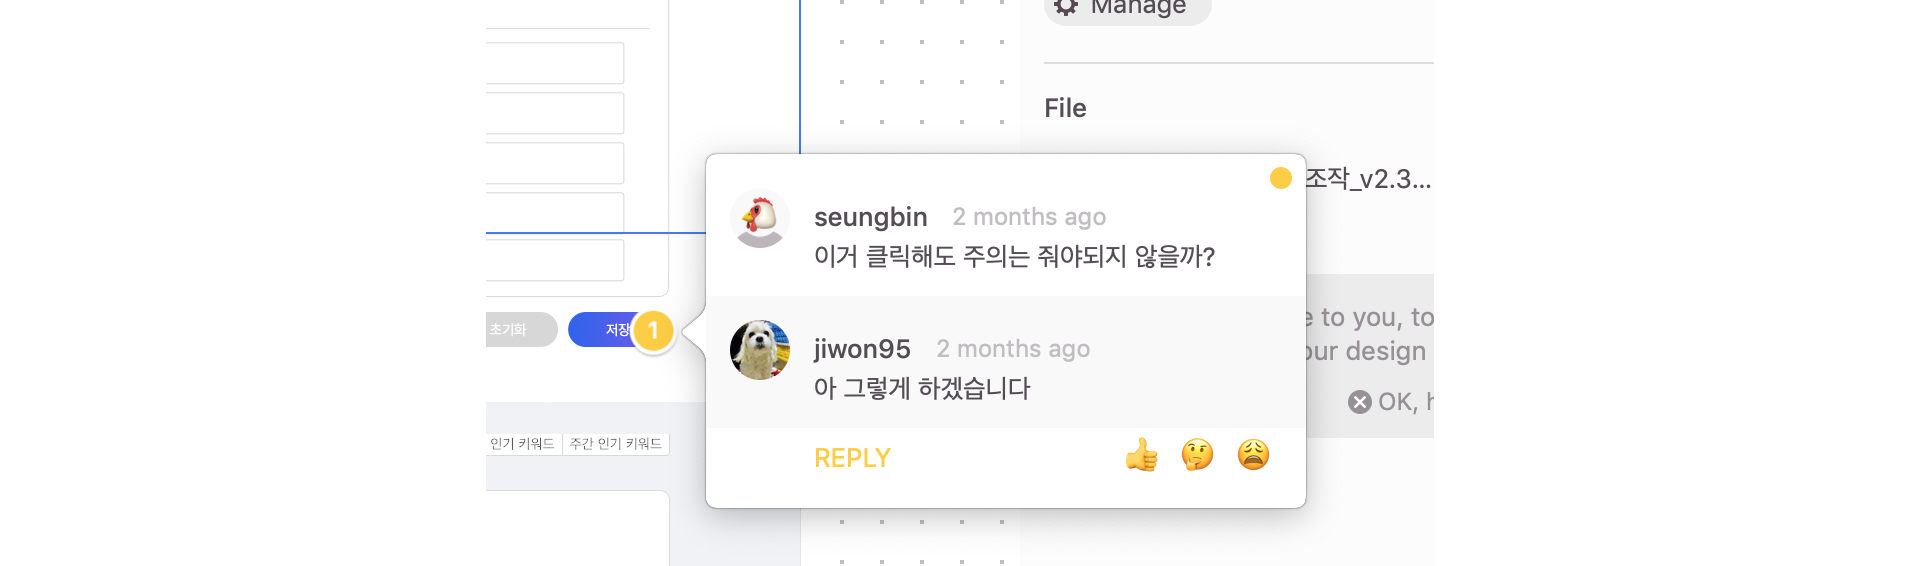 Manage
File
조작_v2.3...
seungbin 2 months ago
이거 클릭해도 주의는 줘야되지 않을까?
초기화
저장
1
jiwon95 2 months ago
아 그렇게 하겠습니다
REPLY
to you, to
our design
OK,
인기 키워드
주간 인기 키워드